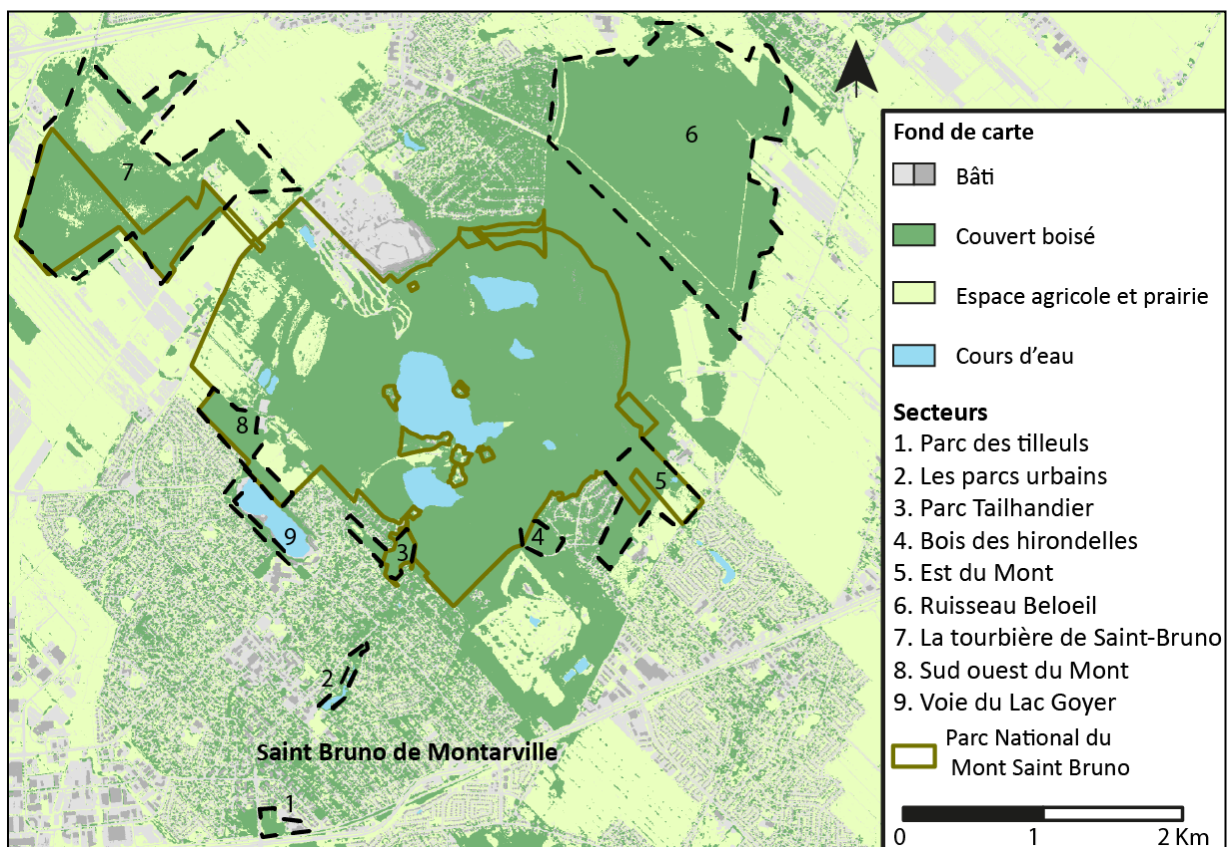 7
6
8
9
5
4
3
2
Saint Bruno de Montarville
1
Fond de carte
Bâti
Couvert boisé
Espace agricole et prairie
Cours d'eau
Secteurs
1. Parc des tilleuls
2. Les parcs urbains
3. Parc Tailhandier
4. Bois des hirondelles
5. Est du Mont
6. Ruisseau Beloeil
7. La tourbière de Saint-Bruno
8. Sud ouest du Mont
9. Voie du Lac Goyer
Parc National du
Mont Saint Bruno
0 1 2 Km